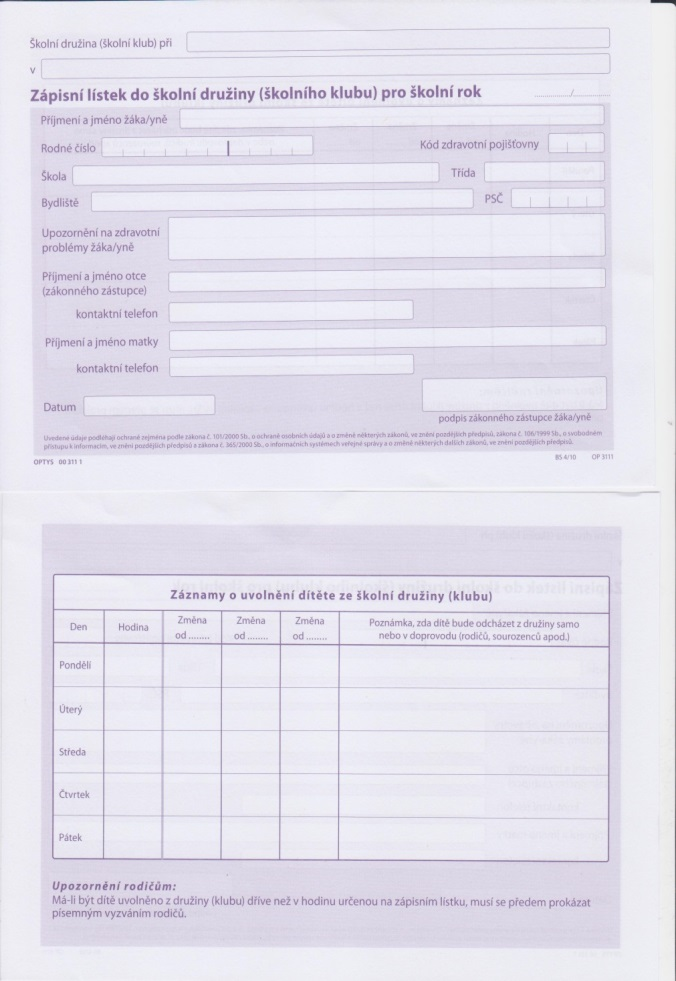 Školní družina (školní klub) při
v
Zápisní lístek do školní družiny (školního klubu) pro školní rok ............/............
Příjmení a jméno žáka/yně
Rodné číslo
Kód zdravotní pojišťovny
Škola
Třída
Bydliště
PSČ
Upozornění na zdravotní
problémy žáka/yně
Příjmení a jméno otce
(zákonného zástupce)
kontaktní telefon
Příjmení a jméno matky
kontaktní telefon
Datum
podpis zákonného zástupce žáka/yně
Uvedené údaje podléhají ochraně zejména podle zákona č. 101/2000 Sb., o ochraně osobních údajů a o změně některých zákonů, ve znění pozdějších předpisů, zákona č. 106/1999 Sb., o svobodném
přístupu k informacím, ve znění pozdějších předpisů a zákona č. 365/2000 Sb., o informačních systémech veřejné správy a o změně některých dalších zákonů, ve znění pozdějších předpisů.
OPTYS 00 311 1
BS 4/10 OP 3111
Záznamy o uvolnění dítěte ze školní družiny (klubu)
Den
Hodina
Změna
od ........
Změna
od ........
Změna
od ........
Poznámka, zda dítě bude odcházet z družiny samo
nebo v doprovodu (rodičů, sourozenců apod.)
Pondělí
Úterý
Středa
Čtvrtek
Pátek
Upozornění rodičům:
Má-li být dítě uvolněno z družiny (klubu) dříve než v hodinu určenou na zápisním lístku, musí se předem prokázat
písemným vyzváním rodičů.